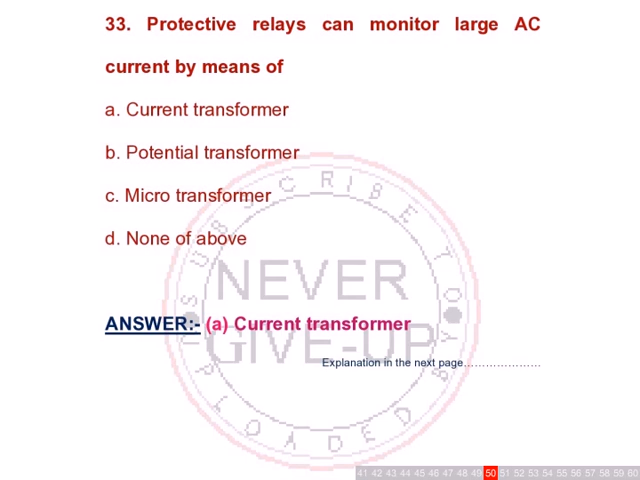 33. Protective relays can monitor large AC
current by means of
a. Current transformer
b. Potential transformer
c. Micro transformer
d. None of above
NEVER
ANSWER:- (a) Current transformer
GIVE-UP
Explanation in the next page…………………
41 42 43 44 45 46 47 48 49 50 51 52 53 54 55 56 57 58 59 60